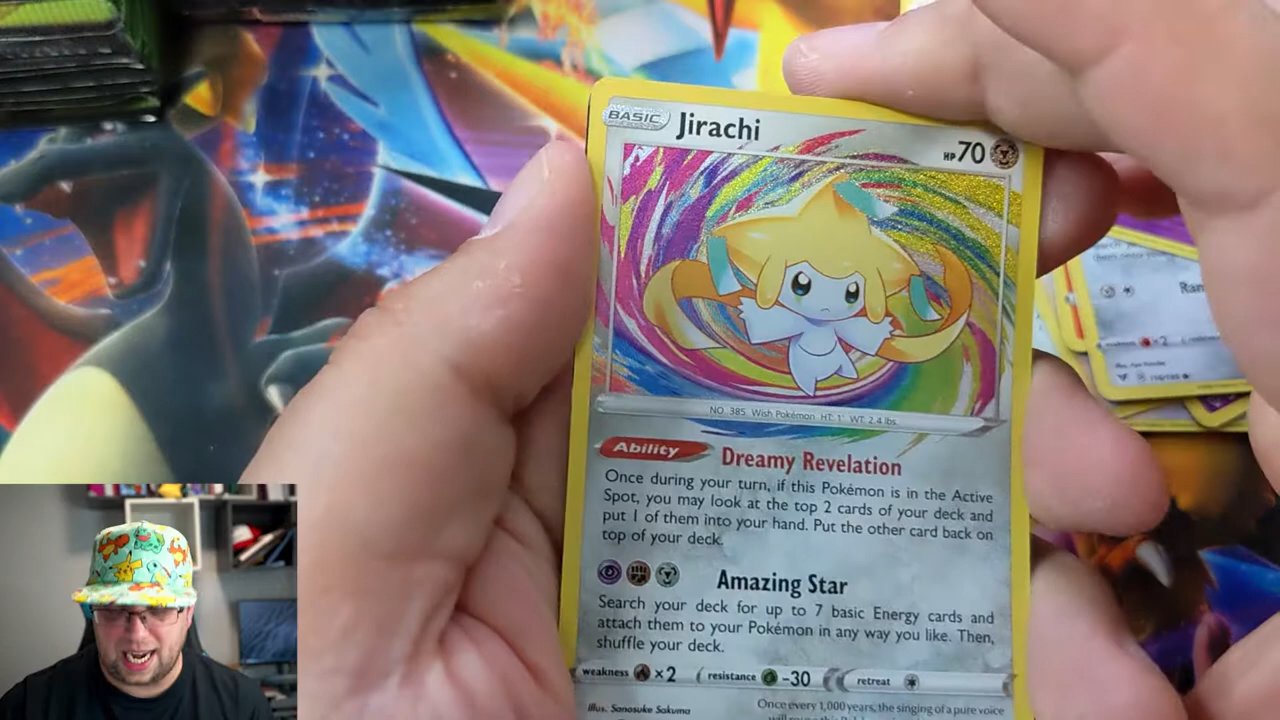 BASIC
Jirachi
HP 70
NO. 385 Wish Pokémon HT: 1' WT: 2.4 lbs.
Ability Dreamy Revelation
Once during your turn, if this Pokémon is in the Active
Spot, you may look at the top 2 cards of your deck and
put 1 of them into your hand. Put the other card back on
top of your deck.
Amazing Star
Search your deck for up to 7 basic Energy cards and
attach them to your Pokémon in any way you like. Then,
shuffle your deck.
weakness ×2 resistance -30 retreat
Illus. Sanosuke Sakuma
Once every 1,000 years, the singing of a pure voice
Ram
×2